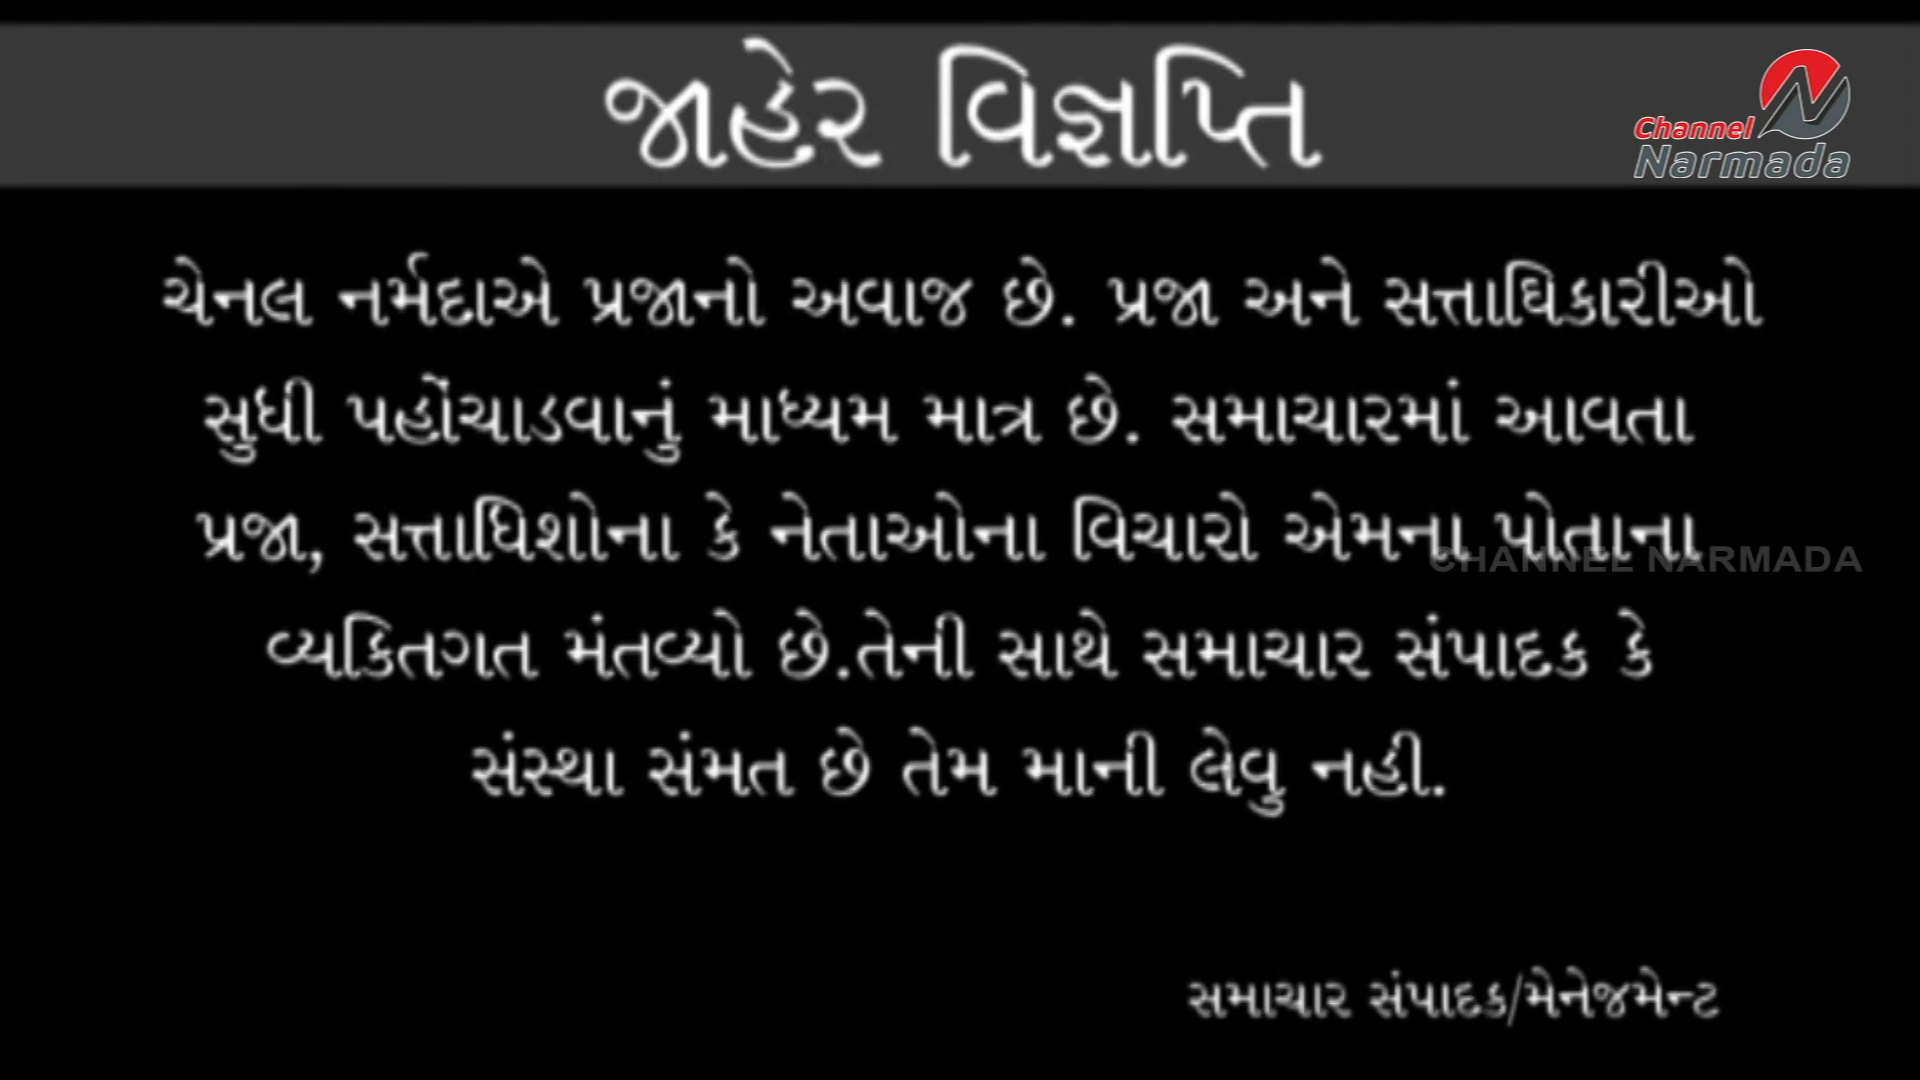 જાહેર વિજ્ઞપ્તિ
Channel
Narmada
ચેનલ નર્મદાએ પ્રજાનો અવાજ છે. પ્રજા અને સત્તાધિકારીઓ
સુધી પહોંચાડવાનું માધ્યમ માત્ર છે. સમાચારમાં આવતા
પ્રજા, સત્તાધિશોના કે નેતાઓના વિચારો એમના પોતાના
CHANNEL NARMADA
વ્યકિતગત મંતવ્યો છે.તેની સાથે સમાચાર સંપાદક કે
સંસ્થા સંમત છે તેમ માની લેવુ નહી.
સમાચાર સંપાદક/મેનેજમેન્ટ